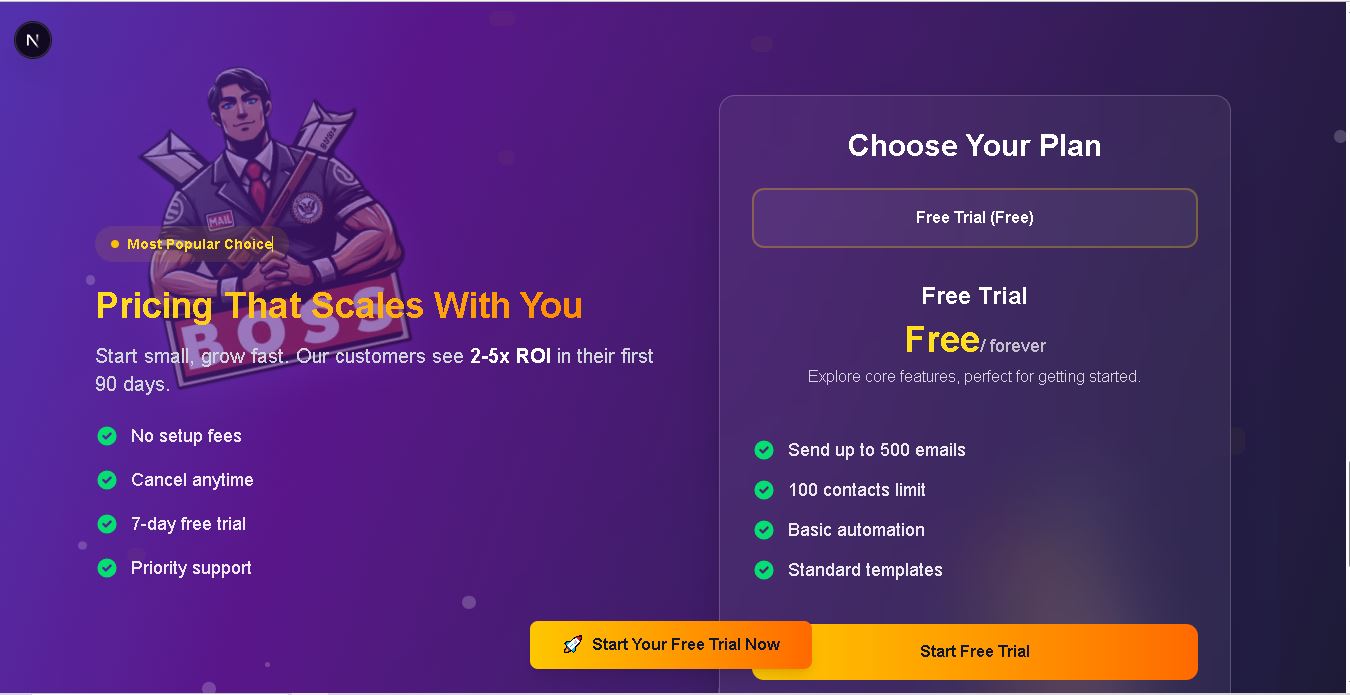 N
MAIL
Most Popular Choice
Pricing That Scales With You
BOSS
Start small, grow fast. Our customers see 2-5x ROI in their first
90 days.
No setup fees
Cancel anytime
7-day free trial
Priority support
Choose Your Plan
Free Trial (Free)
Free Trial
Free/ forever
Explore core features, perfect for getting started.
Send up to 500 emails
100 contacts limit
Basic automation
Standard templates
🚀 Start Your Free Trial Now
Start Free Trial